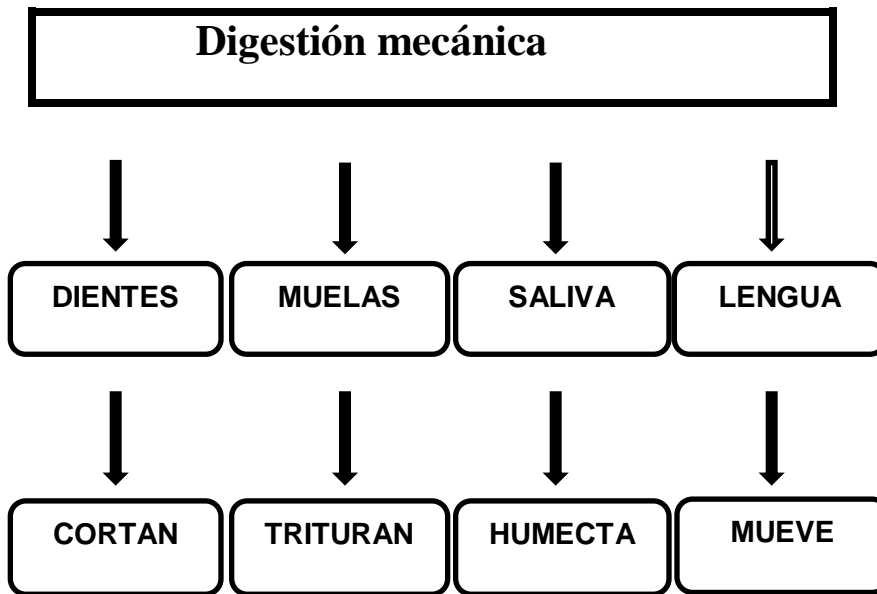 Digestión mecánica
DIENTES MUELAS SALIVA LENGUA
CORTAN TRITURAN HUMECTA MUEVE